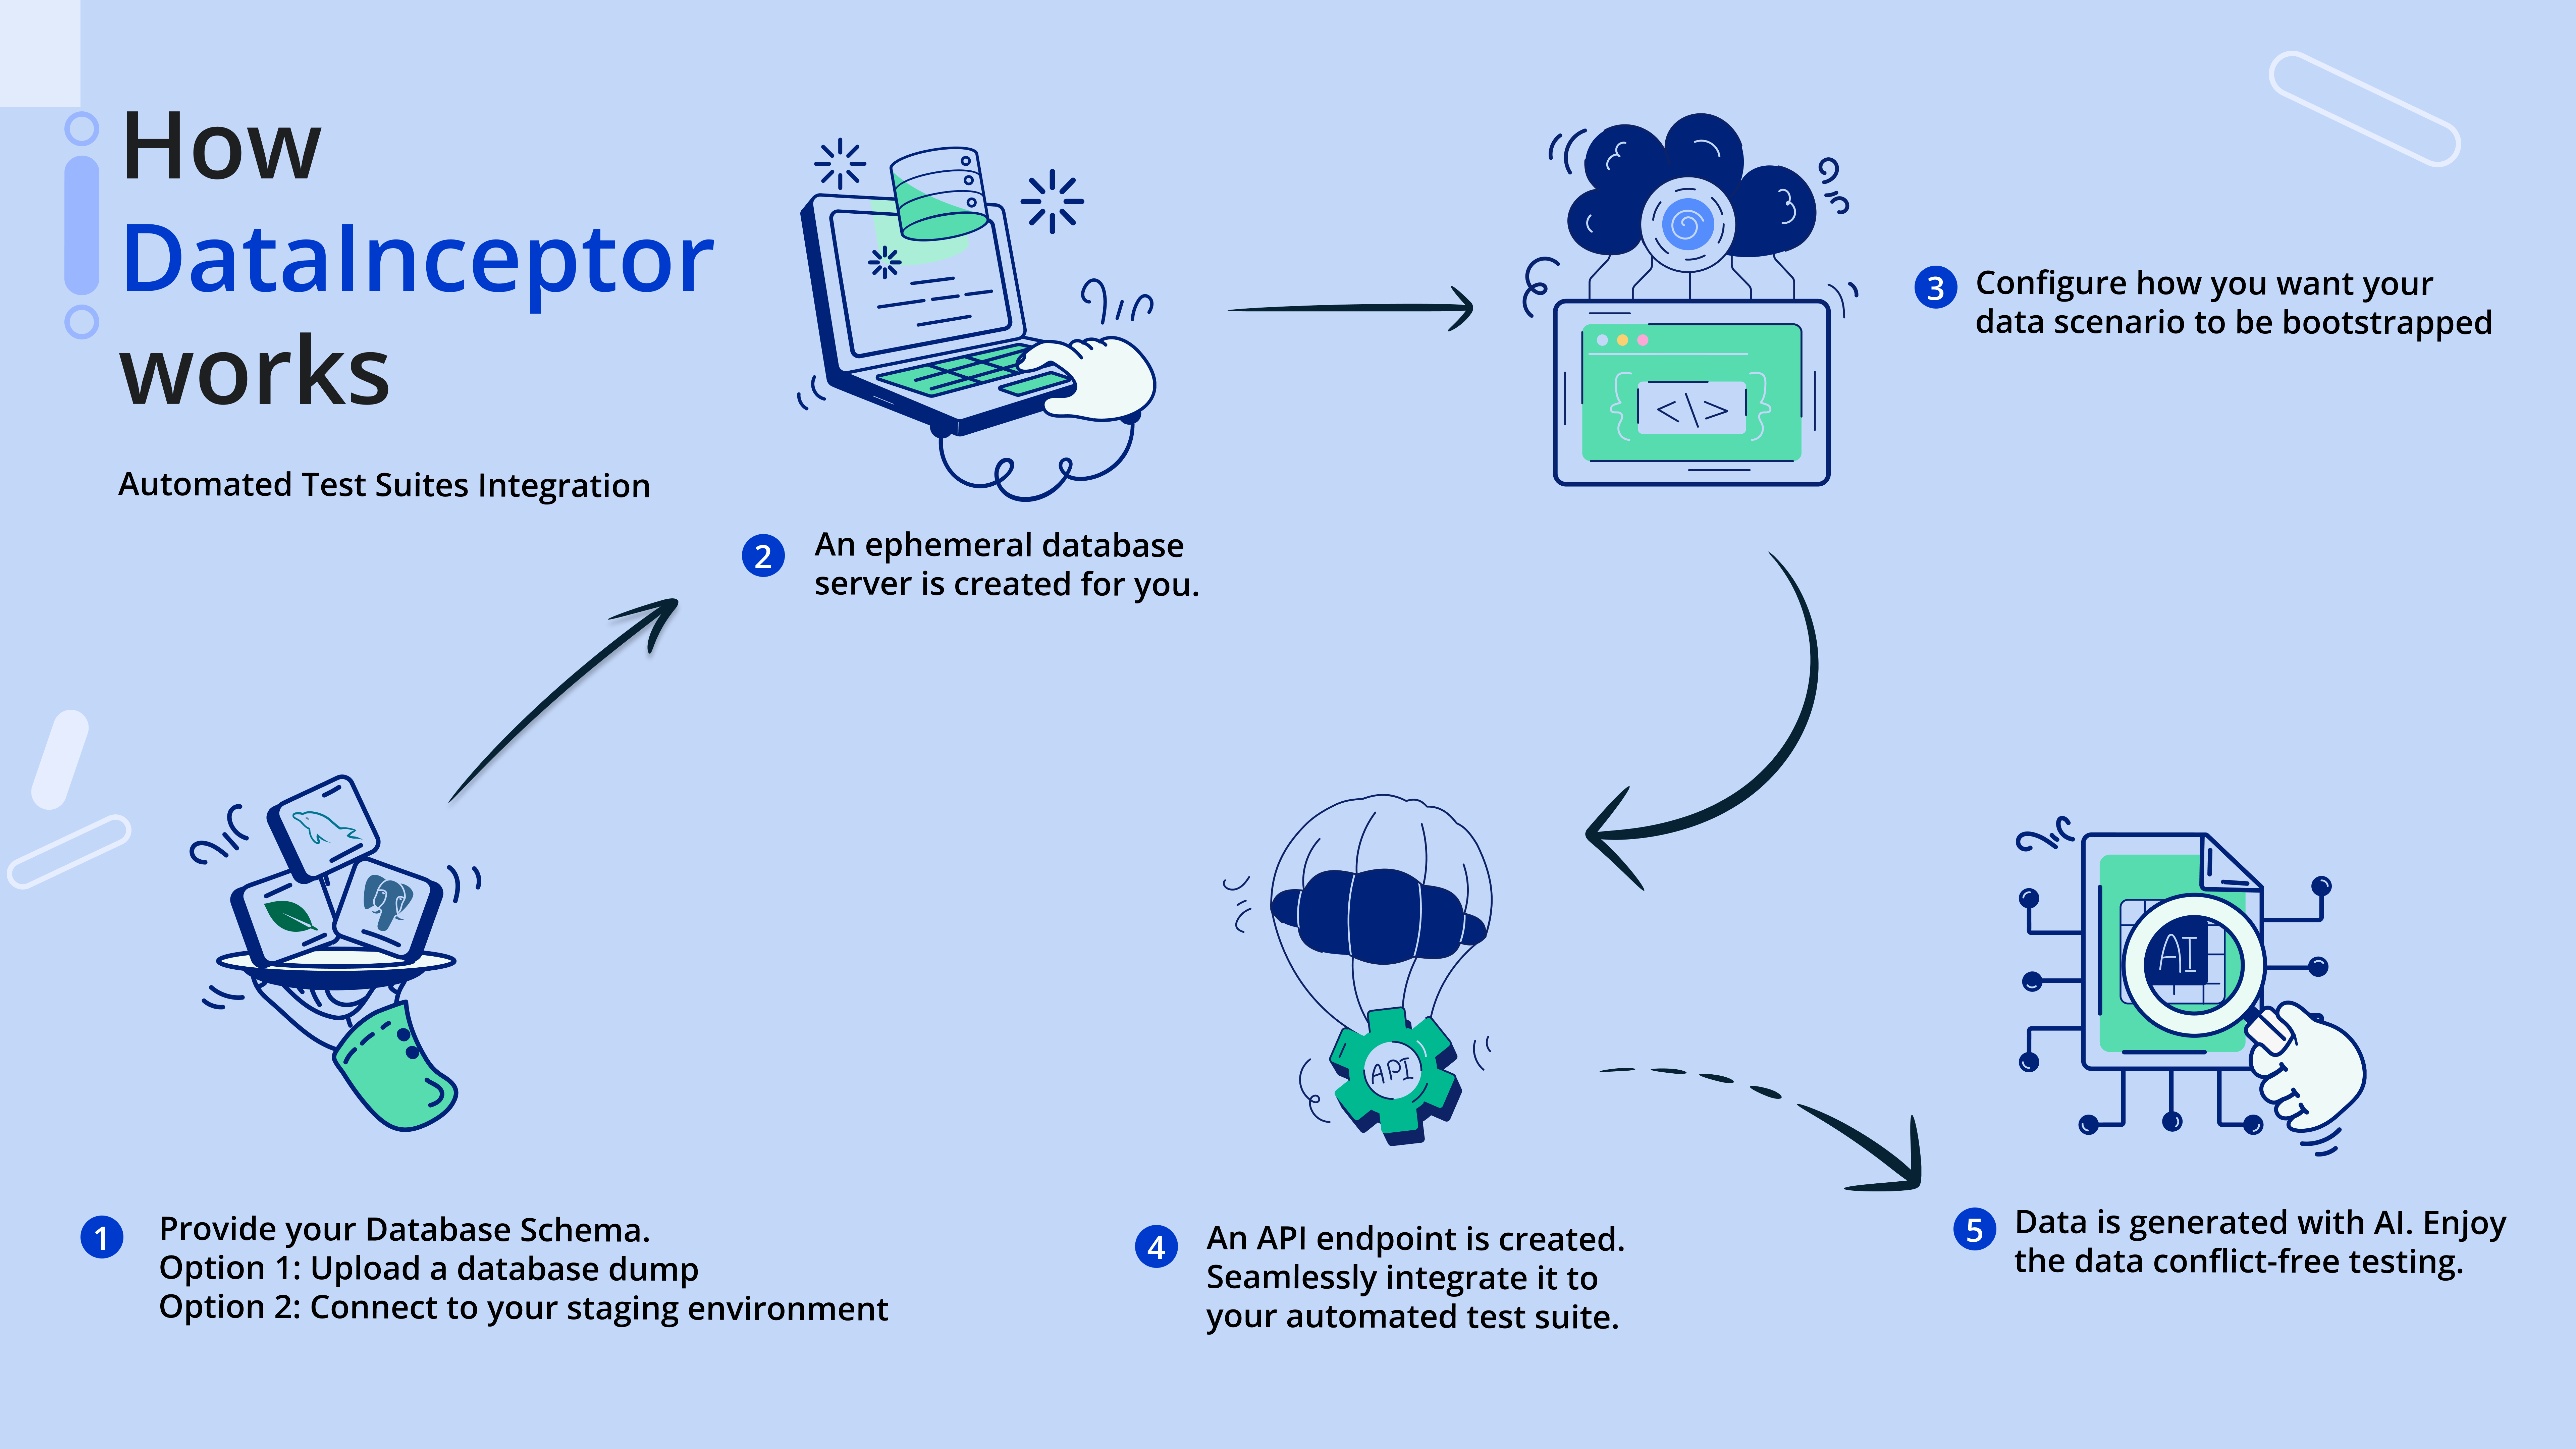 How
DataInceptor
works
Automated Test Suites Integration
1
Provide your Database Schema.
Option 1: Upload a database dump
Option 2: Connect to your staging environment
2
An ephemeral database
server is created for you.
3
Configure how you want your
data scenario to be bootstrapped
</>
4
An API endpoint is created.
Seamlessly integrate it to
your automated test suite.
API
5
Data is generated with AI. Enjoy
the data conflict-free testing.
AI